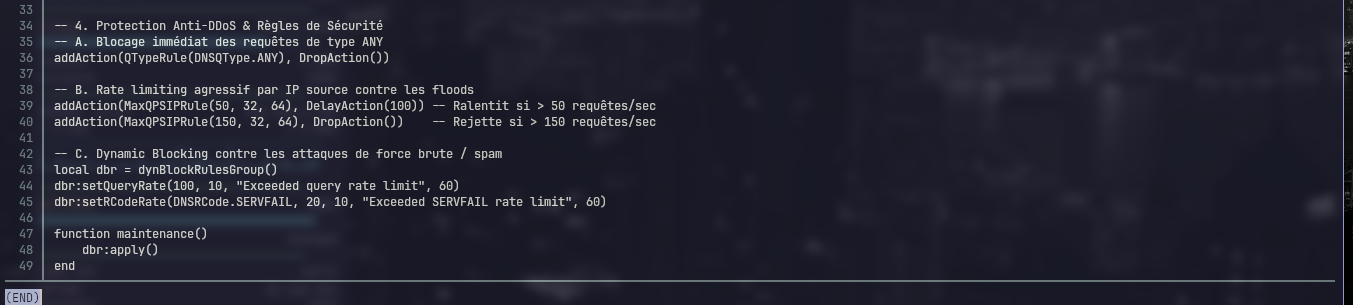 33
34 -- 4. Protection Anti-DDoS & Règles de Sécurité
35 -- A. Blocage immédiat des requêtes de type ANY
36 addAction(QTypeRule(DNSQType.ANY), DropAction())
37
38 -- B. Rate limiting agressif par IP source contre les floods
39 addAction(MaxQPSIPRule(50, 32, 64), DelayAction(100)) -- Ralentit si > 50 requêtes/sec
40 addAction(MaxQPSIPRule(150, 32, 64), DropAction())    -- Rejette si > 150 requêtes/sec
41
42 -- C. Dynamic Blocking contre les attaques de force brute / spam
43 local dbr = dynBlockRulesGroup()
44 dbr:setQueryRate(100, 10, "Exceeded query rate limit", 60)
45 dbr:setRCodeRate(DNSRCode.SERVFAIL, 20, 10, "Exceeded SERVFAIL rate limit", 60)
46
47 function maintenance()
48     dbr:apply()
49 end
(END)